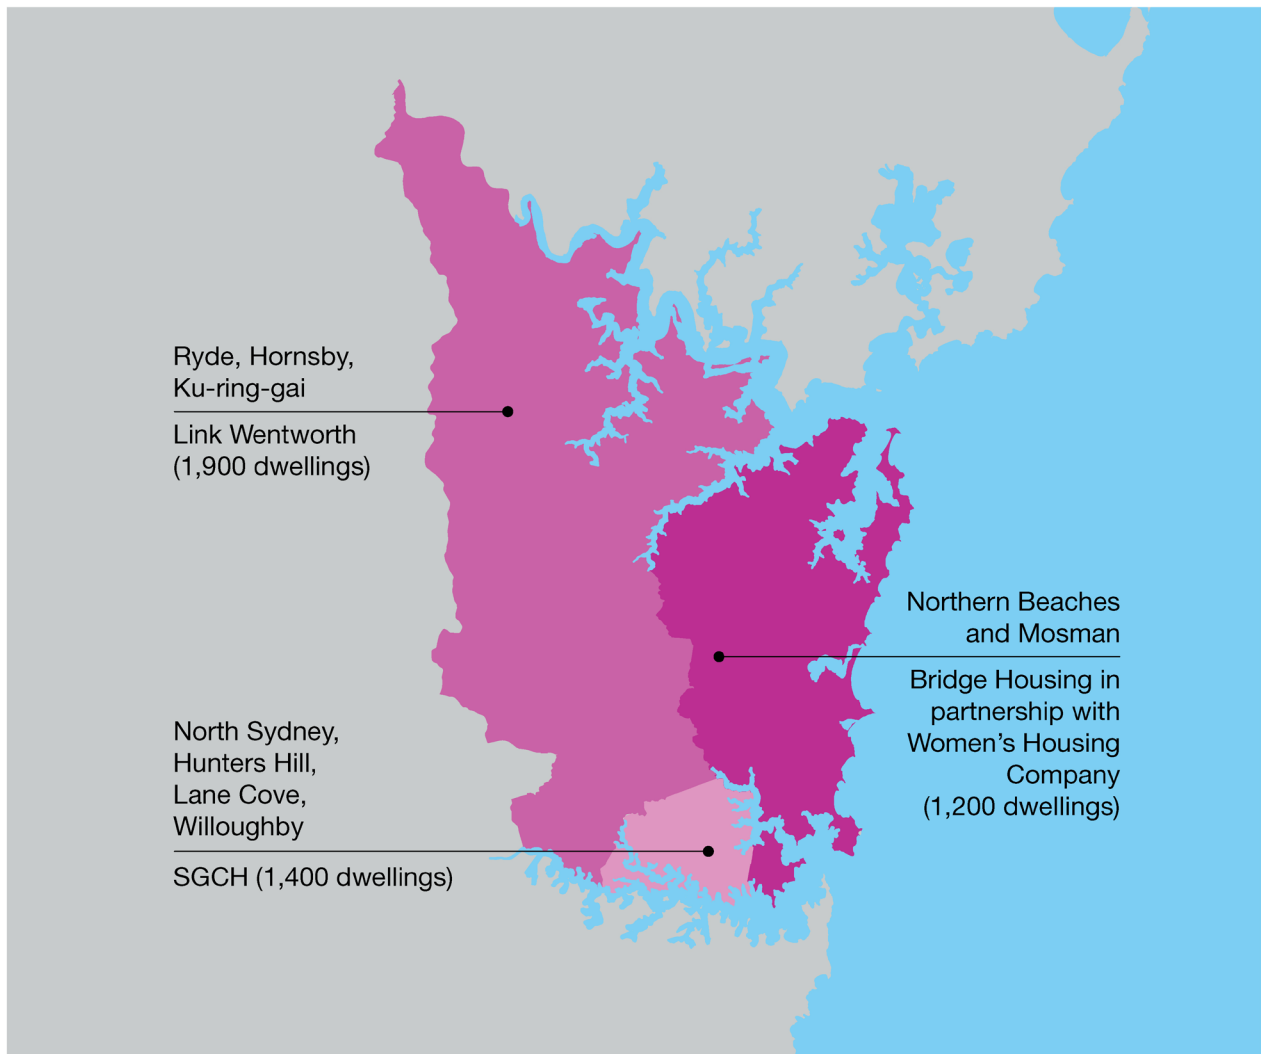 Ryde, Hornsby,
Ku-ring-gai
Link Wentworth
(1,900 dwellings)
Northern Beaches
and Mosman
Bridge Housing in
partnership with
Women’s Housing
Company
(1,200 dwellings)
North Sydney,
Hunters Hill,
Lane Cove,
Willoughby
SGCH (1,400 dwellings)